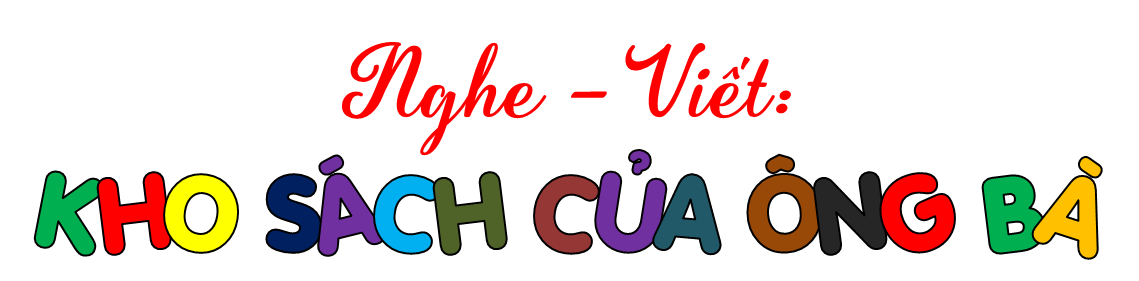 Nghe – Viết:
KHO SÁCH CỦA ÔNG BÀ